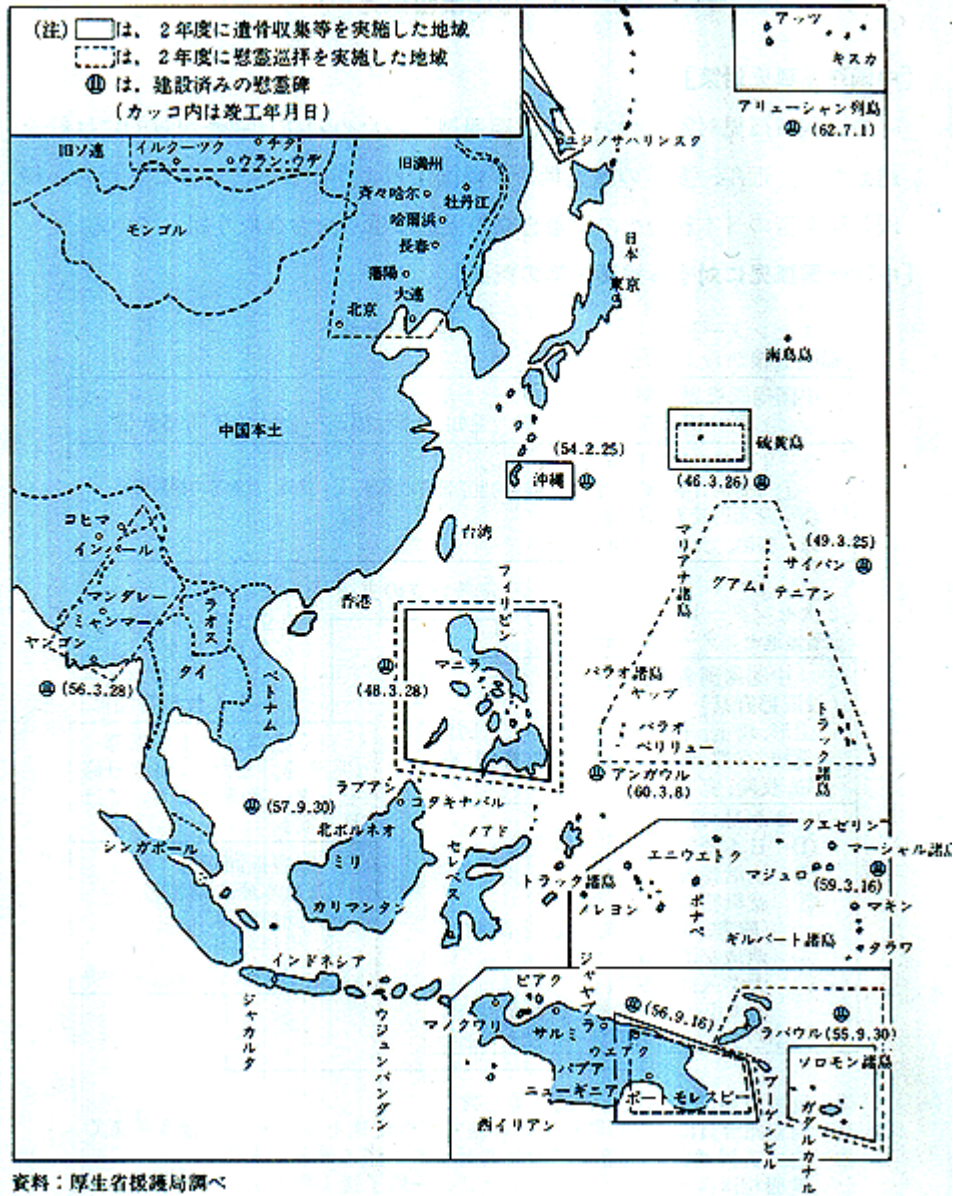 (注) は、2年度に遺骨収集等を実施した地域
は、2年度に慰霊巡拝を実施した地域
は、建設済みの慰霊碑
(カッコ内は竣工年月日)
アッツ
キスカ
アリューシャン列島
(62.7.1)
ユジノサハリンスク
旧ソ連
イルクーツク
チタ
ウラン・ウデ
モンゴル
旧満州
斉々哈尔
牡丹江
哈爾浜
長春
藩陽
大連
北京
日本
東京
南鳥島
中国本土
硫黄島
(46.3.26)
(54.2.25)
沖縄
台湾
香港
コヒマ
インパール
マンダレー
ミャンマー
ヤンゴン
(56.3.28)
ラオス
タイ
ベトナム
フィリピン
マニラ
(48.3.28)
マリアナ諸島
(49.3.25)
サイパン
グアム
テニアン
パラオ諸島
ヤップ
パラオ
ペリリュー
トラック諸島
アンガウル
(60.3.8)
(57.9.30)
ラブアン
コタキナバル
北ボルネオ
ミリ
カリマンタン
シンガポール
メナド
セレベス
クエゼリン
エニウエトク
マーシャル諸島
マジュロ
(59.3.16)
トラック諸島
メレヨン
ポナペ
マキン
ギルバート諸島
タラワ
インドネシア
ジャカルタ
ウジュンパンダン
ビアク
ジャヤプラ
マノクワリ
サルミ
(56.9.16)
ウエアク
パプア
ニューギニア
ポートモレスビー
西イリアン
ラバウル(55.9.30)
ソロモン諸島
ブーゲンビル
ガダルカナル
資料：厚生省援護局調べ